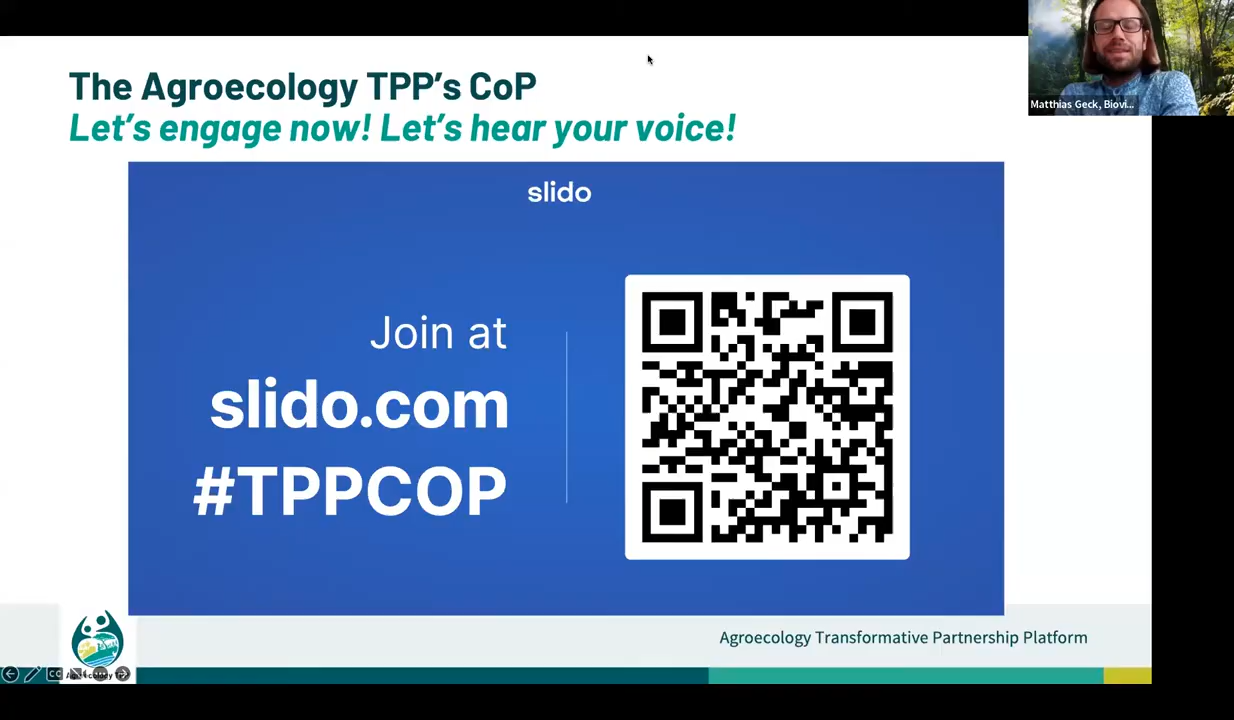 The Agroecology TPP's CoP
Let's engage now! Let's hear your voice!
Matthias Geck, Biovi...
slido
Join at
slido.com
#TPPCOP
Agroecology Transformative Partnership Platform
CC